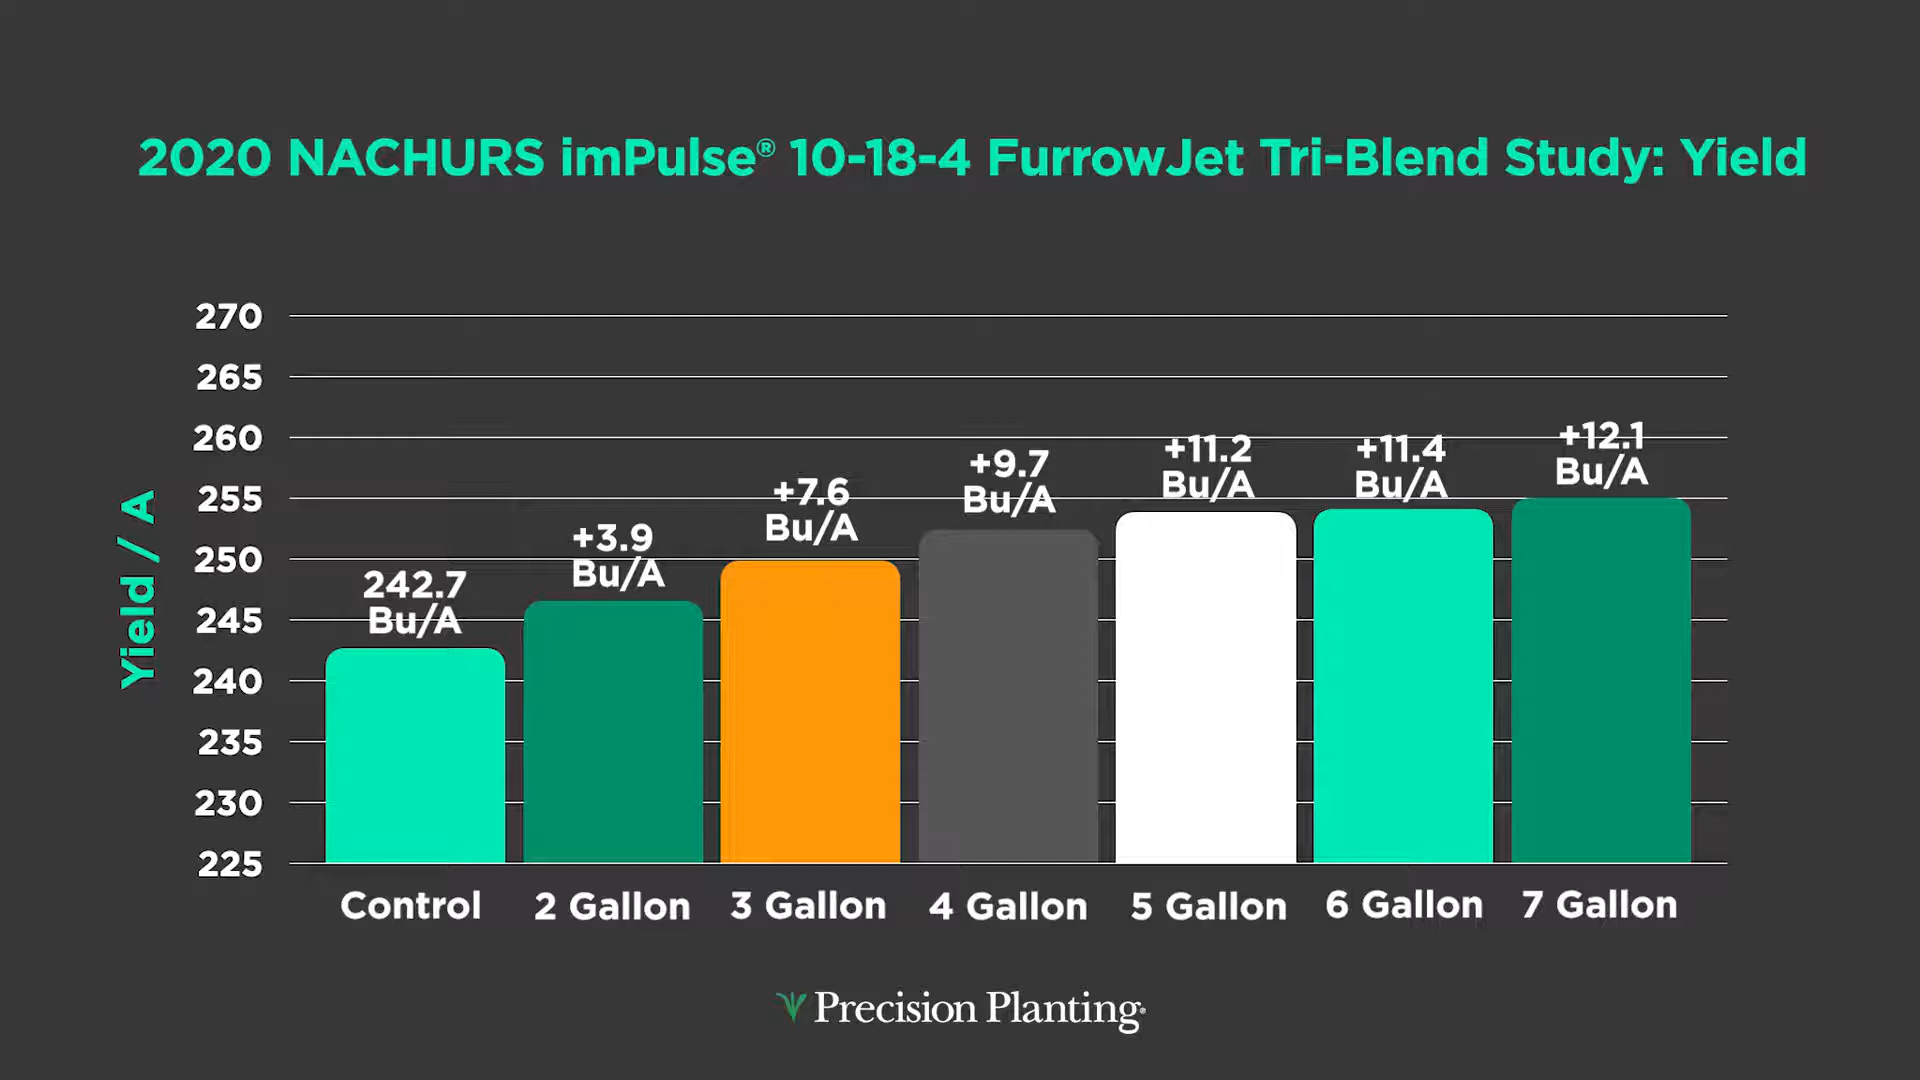 2020 NACHURS imPulse® 10-18-4 FurrowJet Tri-Blend Study: Yield
270
265
260
255
250
245
240
235
230
225
Yield / A
242.7
Bu/A
+3.9
Bu/A
+7.6
Bu/A
+9.7
Bu/A
+11.2
Bu/A
+11.4
Bu/A
+12.1
Bu/A
Control
2 Gallon
3 Gallon
4 Gallon
5 Gallon
6 Gallon
7 Gallon
Precision Planting®